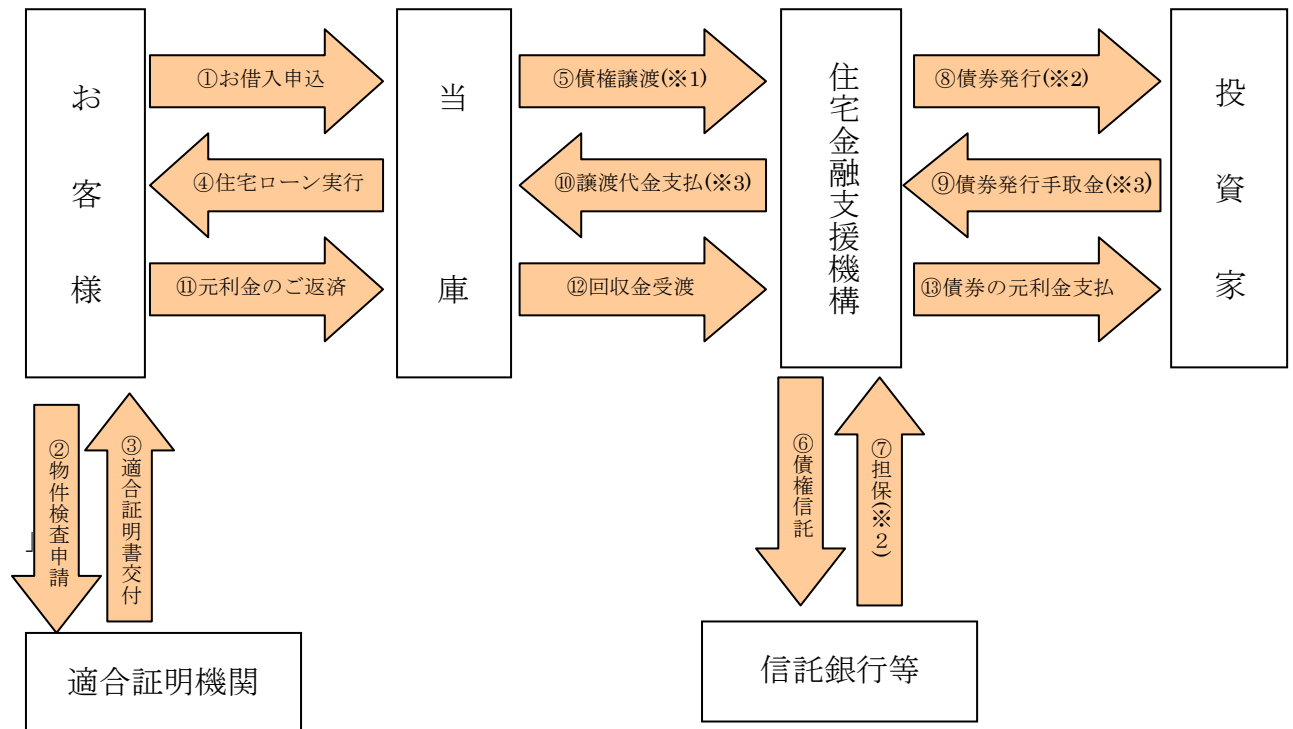 お客様
①お借入申込
④住宅ローン実行
⑪元利金のご返済
当庫
⑤債権譲渡(※1)
⑩譲渡代金支払(※3)
⑫回収金受渡
住宅金融支援機構
⑧債券発行(※2)
⑨債券発行手取金(※3)
⑬債券の元利金支払
投資家
②物件検査申請
③適合証明書交付
⑥債権信託
⑦担保(※2)
」
適合証明機関
信託銀行等